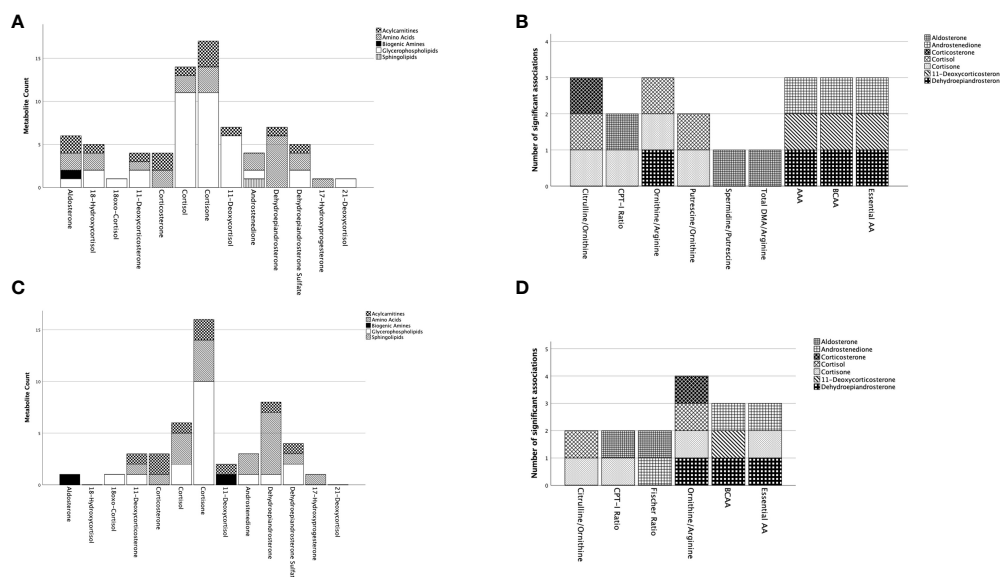 A
Metabolite Count
15
10
5
0
Acylcarnitines
Amino Acids
Biogenic Amines
Glycerophospholipids
Sphingolipids
Aldosterone
18-Hydroxycortisol
18oxo-Cortisol
11-Deoxycorticosterone
Corticosterone
Cortisol
Cortisone
11-Deoxycortisol
Androstenedione
Dehydroepiandrosterone
Dehydroepiandrosterone Sulfate
17-Hydroxyprogesterone
21-Deoxycortisol
B
Number of significant associations
4
3
2
1
0
Aldosterone
Androstenedione
Corticosterone
Cortisol
Cortisone
11-Deoxycorticosteron
Dehydroepiandrosteron
Citrulline/Ornithine
CPT-I Ratio
Ornithine/Arginine
Putrescine/Ornithine
Spermidine/Putrescine
Total DMA/Arginine
AAA
BCAA
Essential AA
C
Metabolite Count
15
10
5
0
Acylcarnitines
Amino Acids
Biogenic Amines
Glycerophospholipids
Sphingolipids
Aldosterone
18-Hydroxycortisol
18oxo-Cortisol
11-Deoxycorticosterone
Corticosterone
Cortisol
Cortisone
11-Deoxycortisol
Androstenedione
Dehydroepiandrosterone
Dehydroepiandrosterone Sulfat
17-Hydroxyprogesterone
21-Deoxycortisol
D
Number of significant associations
5
4
3
2
1
0
Aldosterone
Androstenedione
Corticosterone
Cortisol
Cortisone
11-Deoxycorticosterone
Dehydroepiandrosterone
Citrulline/Ornithine
CPT-I Ratio
Fischer Ratio
Ornithine/Arginine
BCAA
Essential AA